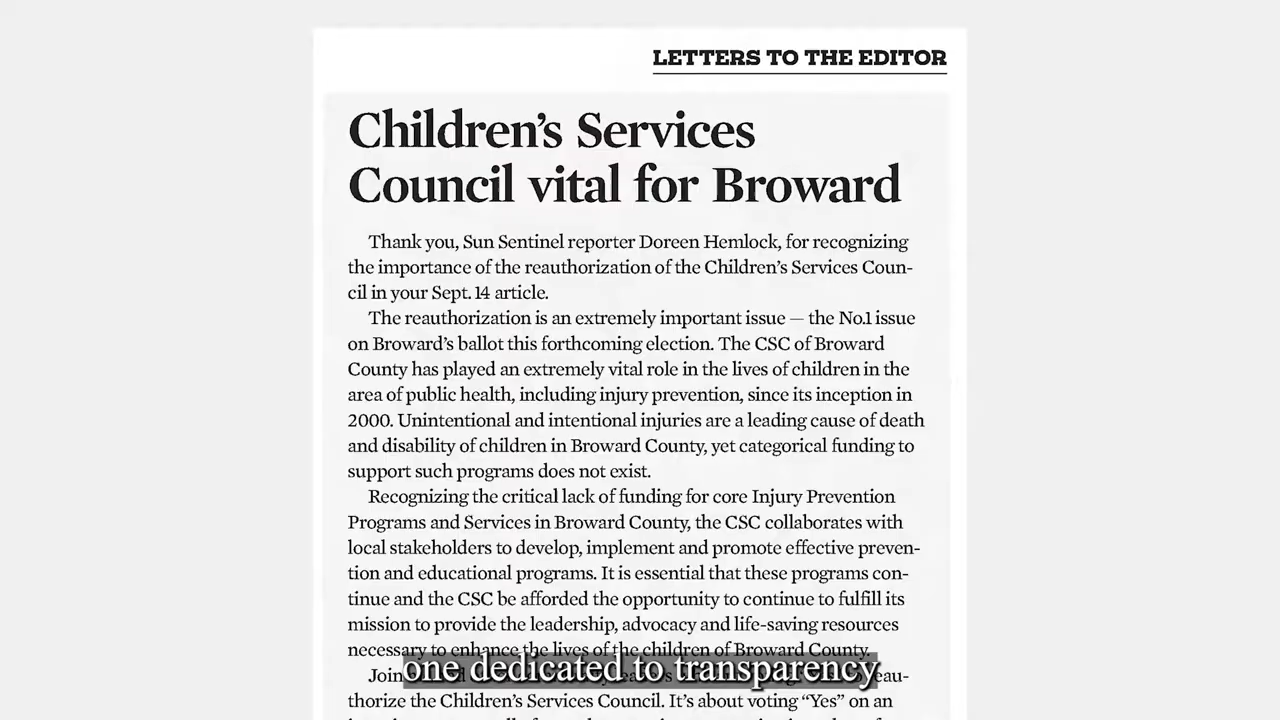 LETTERS TO THE EDITOR
Children's Services
Council vital for Broward
Thank you, Sun Sentinel reporter Doreen Hemlock, for recognizing
the importance of the reauthorization of the Children's Services Coun-
cil in your Sept. 14 article.
The reauthorization is an extremely important issue — the No.1 issue
on Broward's ballot this forthcoming election. The CSC of Broward
County has played an extremely vital role in the lives of children in the
area of public health, including injury prevention, since its inception in
2000. Unintentional and intentional injuries are a leading cause of death
and disability of children in Broward County, yet categorical funding to
support such programs does not exist.
Recognizing the critical lack of funding for core Injury Prevention
Programs and Services in Broward County, the CSC collaborates with
local stakeholders to develop, implement and promote effective preven-
tion and educational programs. It is essential that these programs con-
tinue and the CSC be afforded the opportunity to continue to fulfill its
mission to provide the leadership, advocacy and life-saving resources
necessary to enhance the lives of the children of Broward County.
one dedicated to transparency
thorize the Children's Services Council. It's about voting "Yes" on an